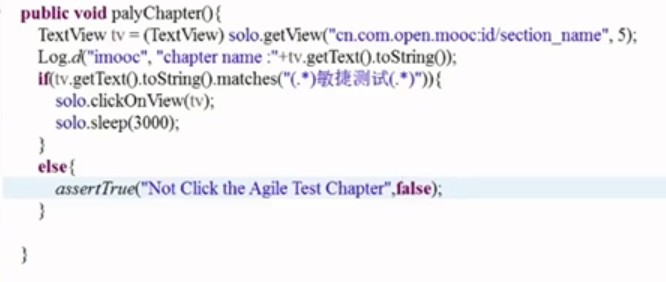 public void palyChapter(){
TextView tv = (TextView) solo.getView("cn.com.open.mooc:id/section_name", 5);
Log.d("imooc", "chapter name :"+tv.getText().toString());
if(tv.getText().toString().matches("(.*)敏捷测试(.*)")){
solo.clickOnView(tv);
solo.sleep(3000);
}
else{
assertTrue("Not Click the Agile Test Chapter",false);
}
}